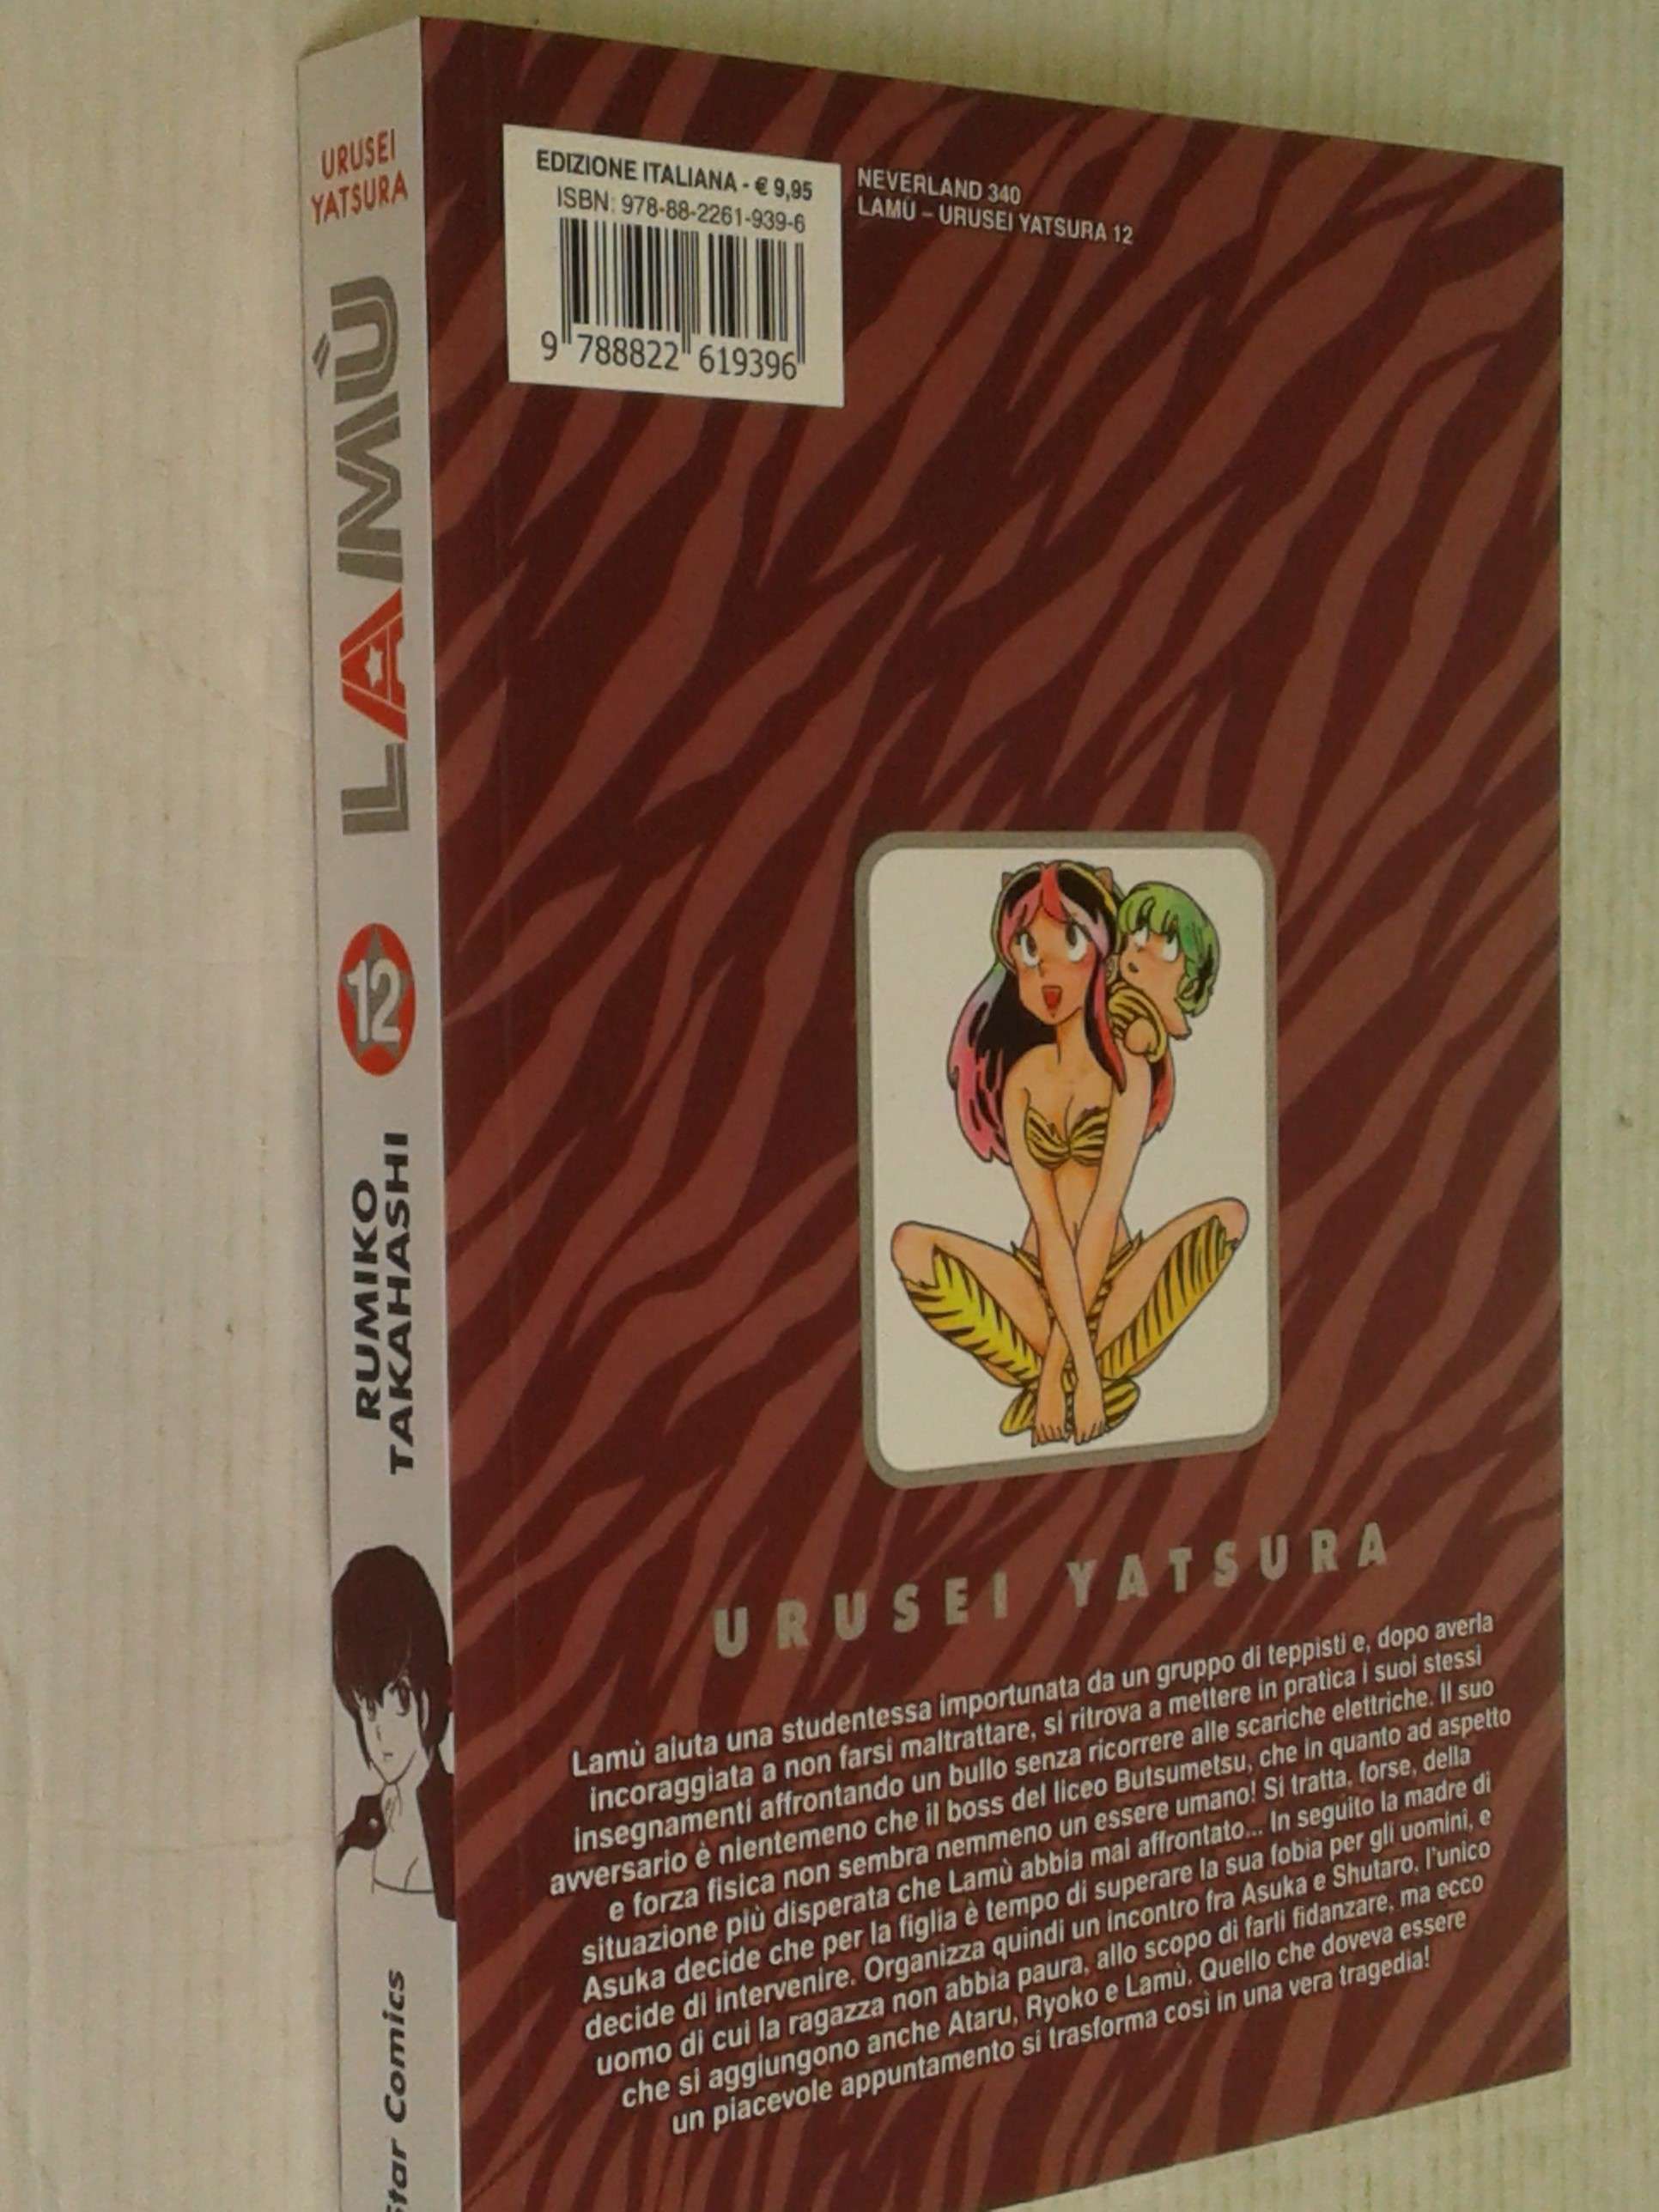 URUSEI
YATSURA
LAMÙ
12
RUMIKO
TAKAHASHI
Star Comics
EDIZIONE ITALIANA - € 9,95
ISBN: 978-88-2261-939-6
9 788822 619396
NEVERLAND 340
LAMÙ – URUSEI YATSURA 12
URUSEI YATSURA
Lamù aiuta una studentessa importunata da un gruppo di teppisti e, dopo averla
incoraggiata a non farsi maltrattare, si ritrova a mettere in pratica i suoi stessi
insegnamenti affrontando un bullo senza ricorrere alle scariche elettriche. Il suo
avversario è nientemeno che il boss del liceo Butsumetsu, che in quanto ad aspetto
e forza fisica non sembra nemmeno un essere umano! Si tratta, forse, della
situazione più disperata che Lamù abbia mai affrontato... In seguito la madre di
Asuka decide che per la figlia è tempo di superare la sua fobia per gli uomini, e
decide di intervenire. Organizza quindi un incontro fra Asuka e Shutaro, l'unico
uomo di cui la ragazza non abbia paura, allo scopo di farli fidanzare, ma ecco
che si aggiungono anche Ataru, Ryoko e Lamù. Quello che doveva essere
un piacevole appuntamento si trasforma così in una vera tragedia!